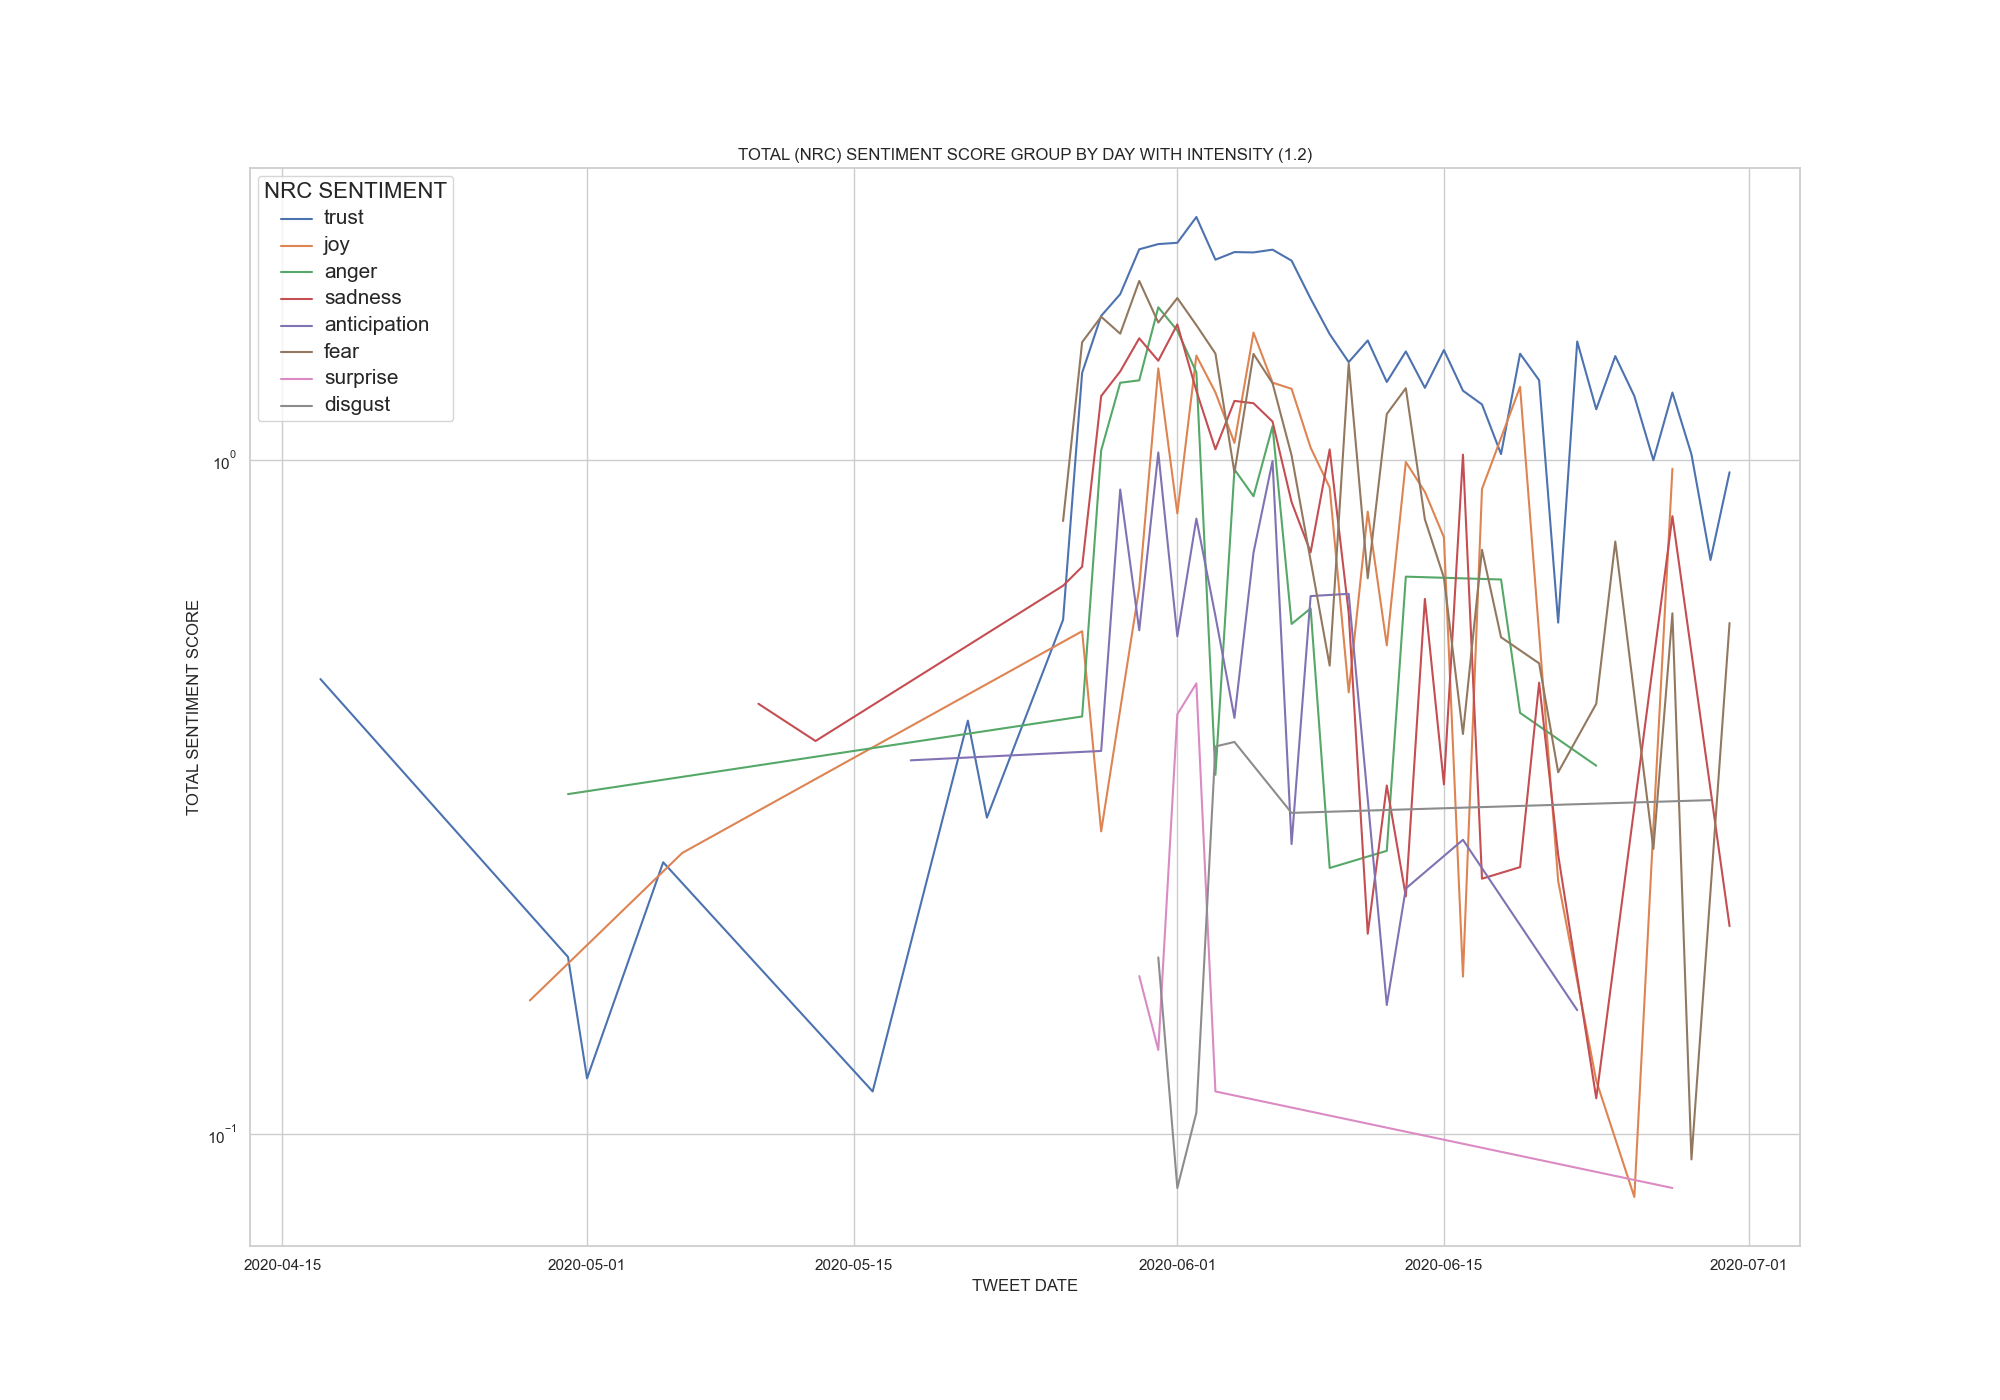 TOTAL (NRC) SENTIMENT SCORE GROUP BY DAY WITH INTENSITY (1.2)
NRC SENTIMENT
trust
joy
anger
sadness
anticipation
fear
surprise
disgust
TOTAL SENTIMENT SCORE
10⁰
10⁻¹
2020-04-15 2020-05-01 2020-05-15 2020-06-01 2020-06-15 2020-07-01
TWEET DATE